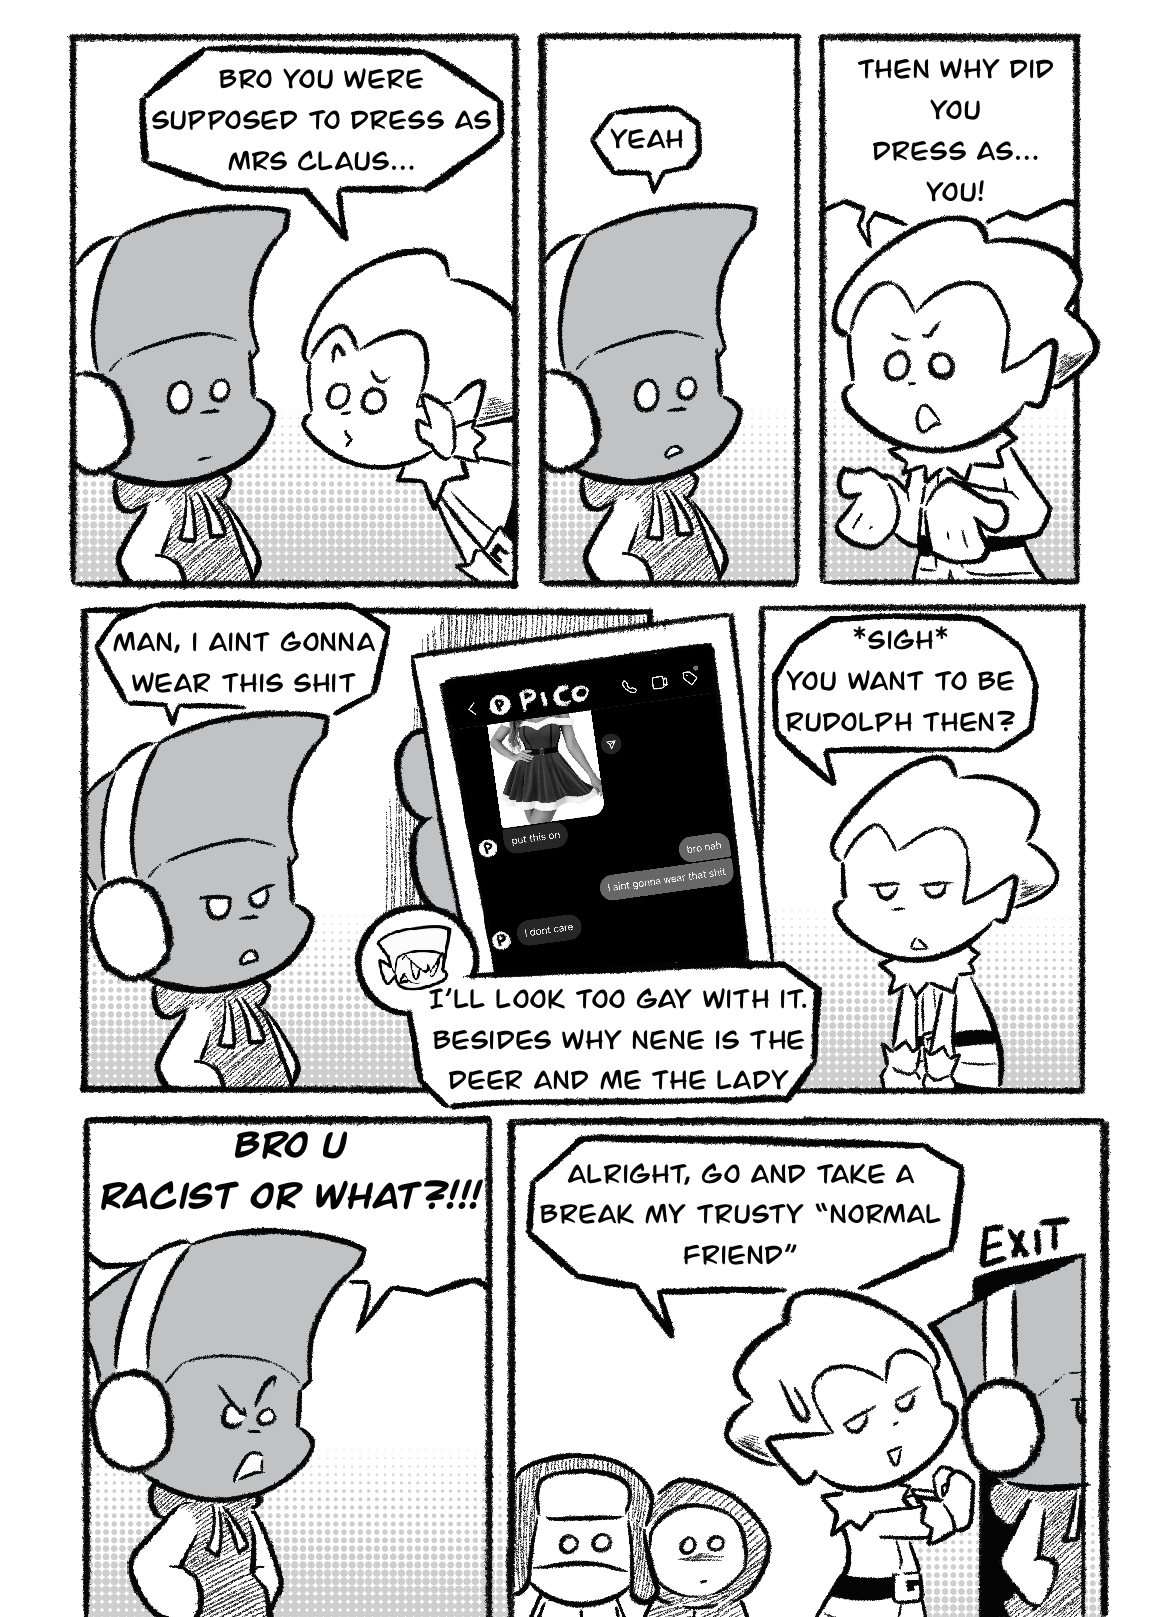 BRO YOU WERE
SUPPOSED TO DRESS AS
MRS CLAUS...
YEAH
THEN WHY DID
YOU
DRESS AS...
YOU!
MAN, I AINT GONNA
WEAR THIS SHIT
P PiCO
put this on
bro nah
I aint gonna wear that shit
I dont care
I'LL LOOK TOO GAY WITH IT.
BESIDES WHY NENE IS THE
DEER AND ME THE LADY
*SIGH*
YOU WANT TO BE
RUDOLPH THEN?
BRO U
RACIST OR WHAT?!!!
ALRIGHT, GO AND TAKE A
BREAK MY TRUSTY “NORMAL
FRIEND”
EXIT